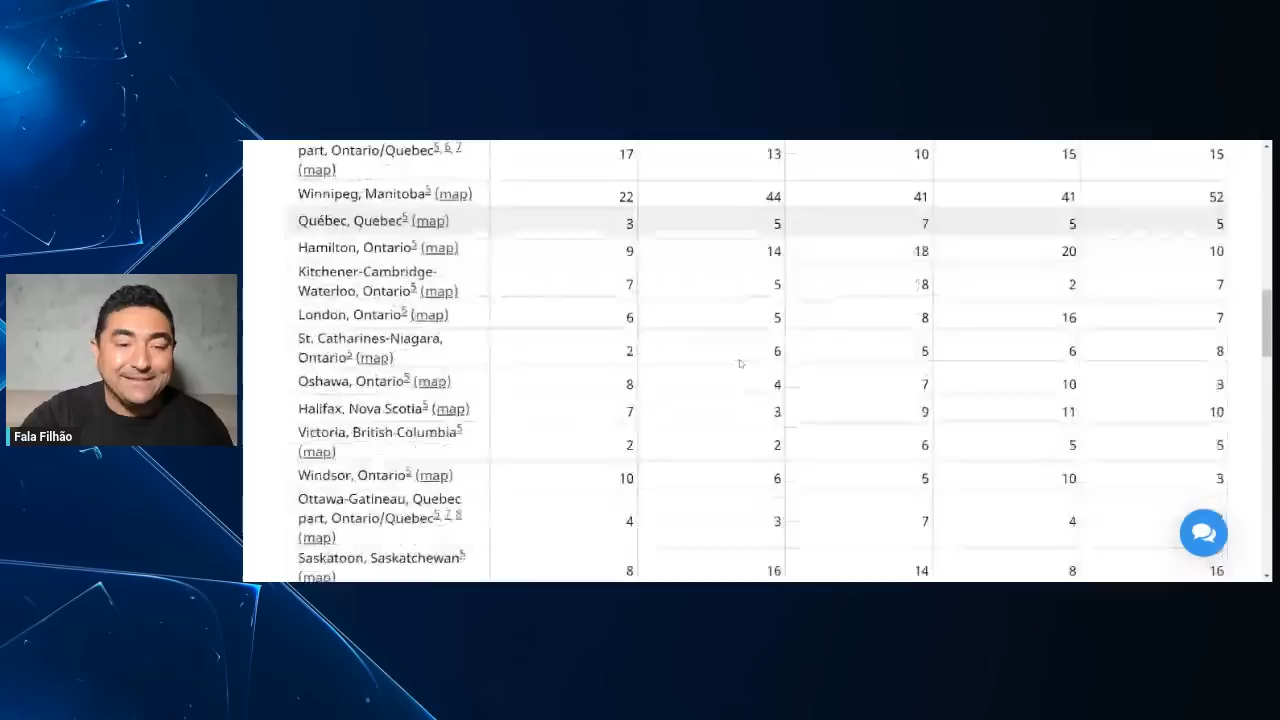 part, Ontario/Quebec5, 6, 7
(map) 17 13 10 15 15
Winnipeg, Manitoba5 (map) 22 44 41 41 52
Québec, Quebec5 (map) 3 5 7 5 5
Hamilton, Ontario5 (map) 9 14 18 20 10
Kitchener-Cambridge-
Waterloo, Ontario5 (map) 7 5 8 2 7
London, Ontario5 (map) 6 5 8 16 7
St. Catharines-Niagara,
Ontario5 (map) 2 6 5 6 8
Oshawa, Ontario5 (map) 8 4 7 10 3
Halifax, Nova Scotia5 (map) 7 3 9 11 10
Victoria, British Columbia5
(map) 2 2 6 5 5
Windsor, Ontario5 (map) 10 6 5 10 3
Ottawa-Gatineau, Quebec
part, Ontario/Quebec5, 7, 8
(map) 4 3 7 4
Saskatoon, Saskatchewan5
(map) 8 16 14 8 16
Fala Filhão